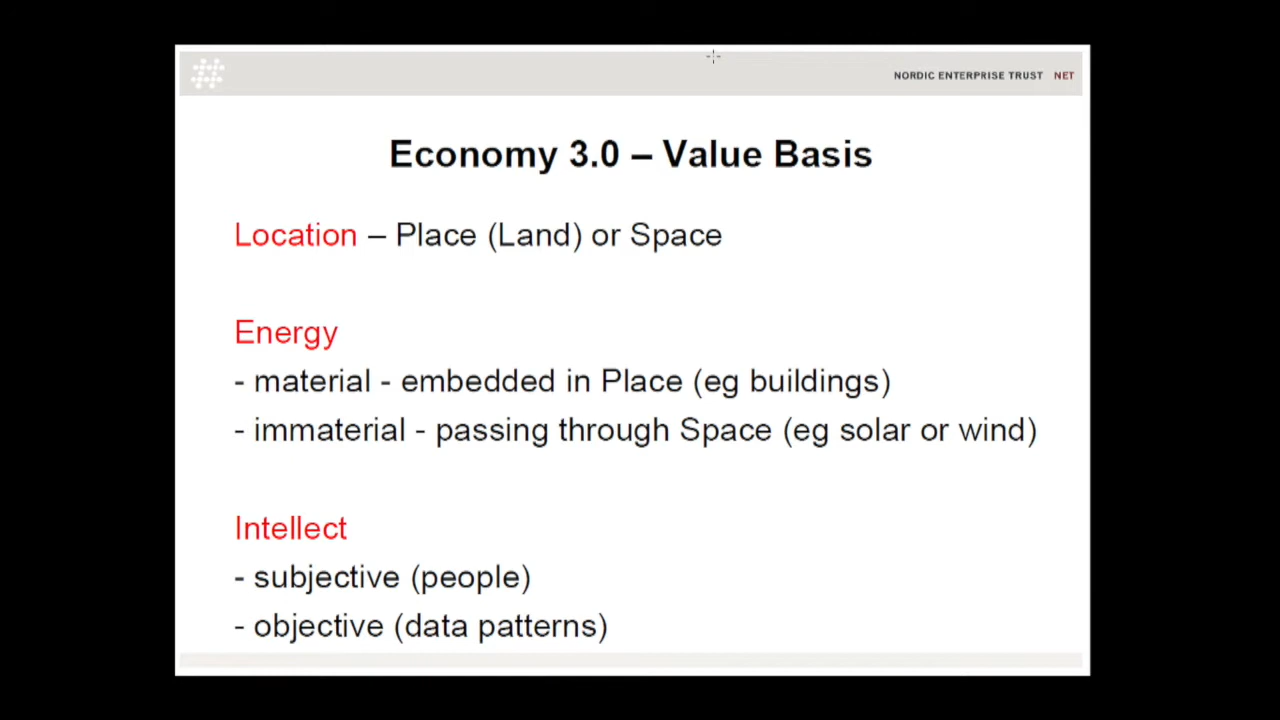 NORDIC ENTERPRISE TRUST NET
Economy 3.0 – Value Basis
Location – Place (Land) or Space
Energy
- material - embedded in Place (eg buildings)
- immaterial - passing through Space (eg solar or wind)
Intellect
- subjective (people)
- objective (data patterns)